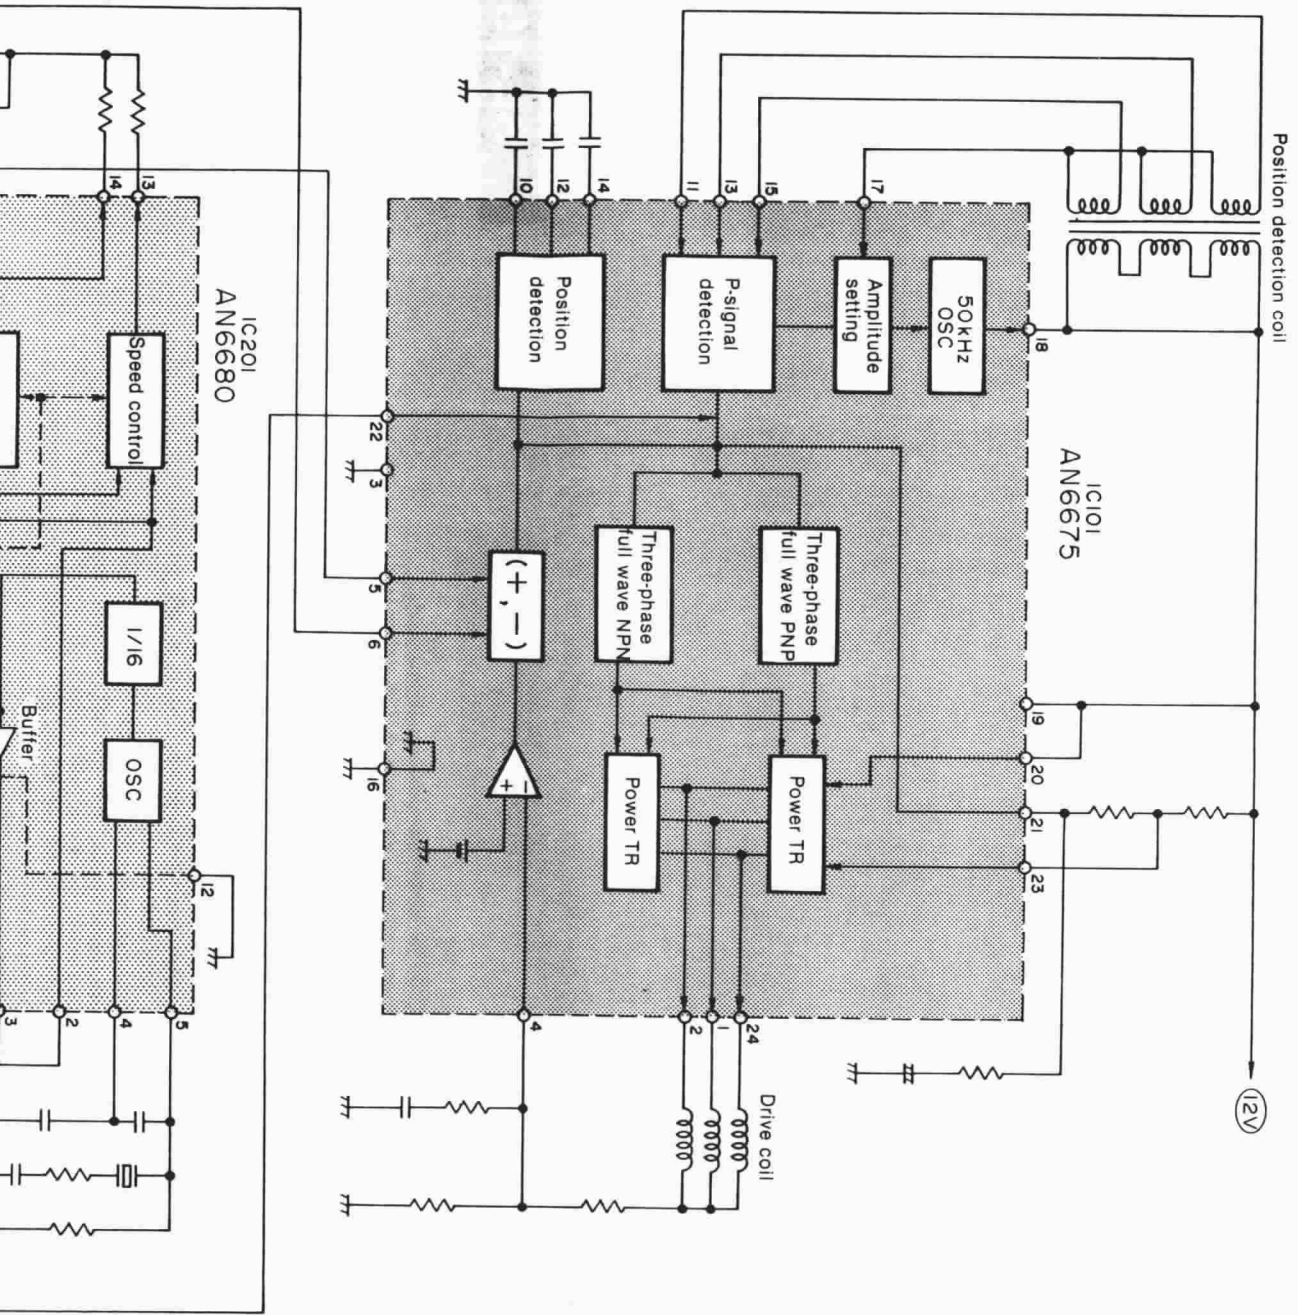 Position detection coil
12V
IC101
AN6675
18
19
20
21
23
50kHz
OSC
Amplitude
setting
17
15
13
11
P-signal
detection
Three-phase
full wave PNP
Three-phase
full wave NPN
Power TR
Power TR
24
1
2
Drive coil
14
12
10
Position
detection
(+, −)
−
+
4
22
3
5
6
16
IC201
AN6680
13
14
Speed control
1/16
OSC
Buffer
12
5
4
2
3